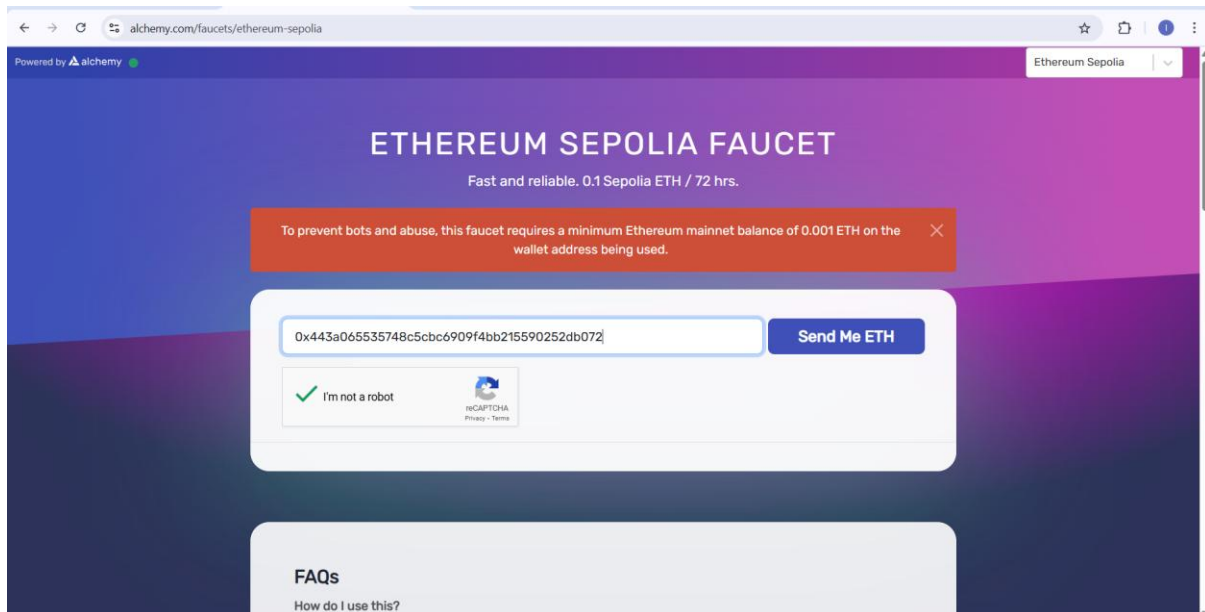 alchemy.com/faucets/ethereum-sepolia
I
Powered by alchemy
Ethereum Sepolia
ETHEREUM SEPOLIA FAUCET
Fast and reliable. 0.1 Sepolia ETH / 72 hrs.
To prevent bots and abuse, this faucet requires a minimum Ethereum mainnet balance of 0.001 ETH on the
wallet address being used.
0x443a065535748c5cbc6909f4bb215590252db072
Send Me ETH
I'm not a robot
reCAPTCHA
Privacy - Terms
FAQs
How do I use this?